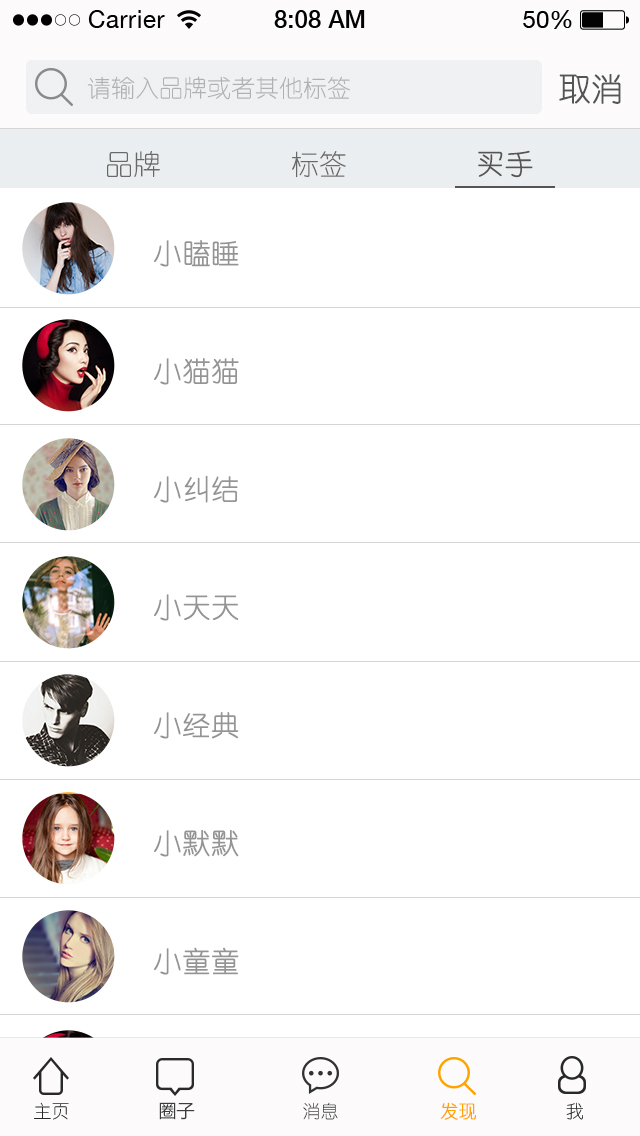 Carrier 8:08 AM 50%
请输入品牌或者其他标签 取消
品牌 标签 买手
小瞌睡
小猫猫
小纠结
小天天
小经典
小默默
小童童
主页 圈子 消息 发现 我